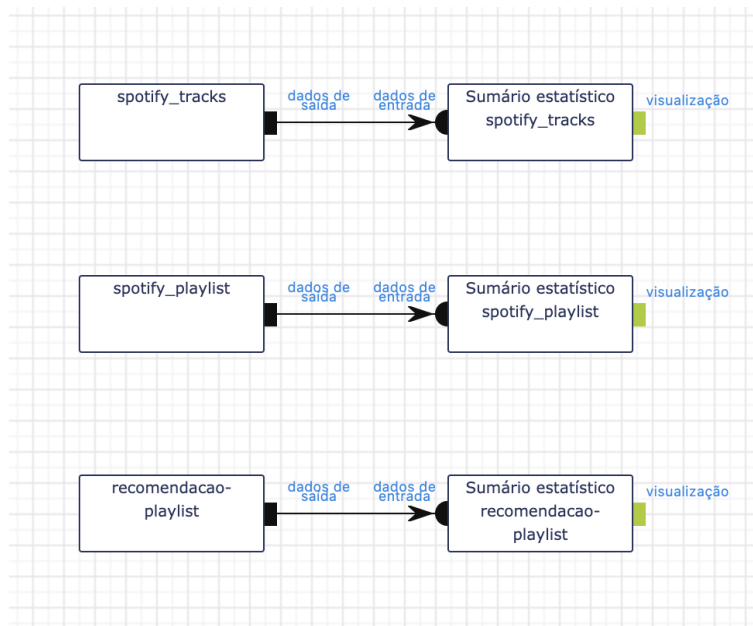 spotify_tracks
dados de
saída
dados de
entrada
Sumário estatístico
spotify_tracks
visualização
spotify_playlist
dados de
saída
dados de
entrada
Sumário estatístico
spotify_playlist
visualização
recomendacao-
playlist
dados de
saída
dados de
entrada
Sumário estatístico
recomendacao-
playlist
visualização